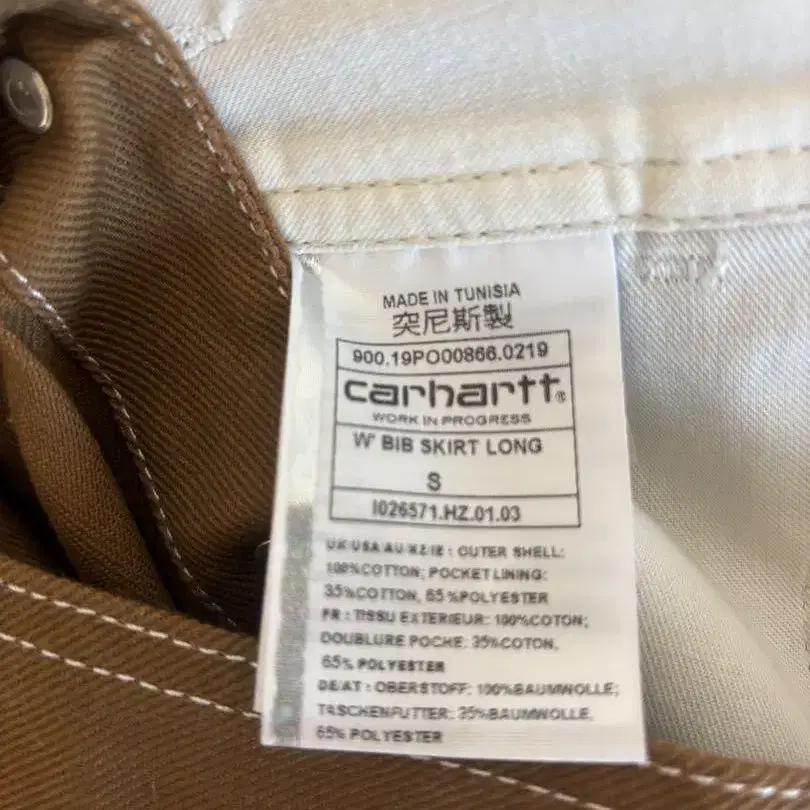 MADE IN TUNISIA
突尼斯製
900.19PO00866.0219
carhartt®
WORK IN PROGRESS
W' BIB SKIRT LONG
S
I026571.HZ.01.03
UK/USA/AU/NZ/IE : OUTER SHELL:
100%COTTON; POCKET LINING:
35%COTTON, 65%POLYESTER
FR : TISSU EXTERIEUR: 100%COTON;
DOUBLURE POCHE: 35%COTON,
65% POLYESTER
DE/AT : OBERSTOFF: 100%BAUMWOLLE;
TASCHENFUTTER: 35%BAUMWOLLE,
65% POLYESTER